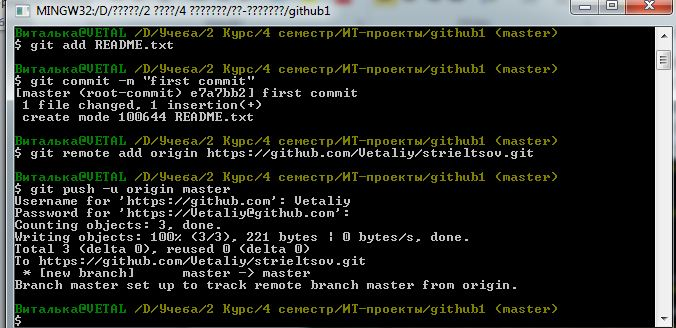 MINGW32:/D/?????/2 ????/4 ???????/??-???????/github1
Виталька@VETAL /D/Учеба/2 Курс/4 семестр/ИТ-проекты/github1 (master)
$ git add README.txt
Виталька@VETAL /D/Учеба/2 Курс/4 семестр/ИТ-проекты/github1 (master)
$ git commit -m "first commit"
[master (root-commit) e7a7bb2] first commit
1 file changed, 1 insertion(+)
create mode 100644 README.txt
Виталька@VETAL /D/Учеба/2 Курс/4 семестр/ИТ-проекты/github1 (master)
$ git remote add origin https://github.com/Vetaliy/strieltsov.git
Виталька@VETAL /D/Учеба/2 Курс/4 семестр/ИТ-проекты/github1 (master)
$ git push -u origin master
Username for 'https://github.com': Vetaliy
Password for 'https://Vetaliy@github.com':
Counting objects: 3, done.
Writing objects: 100% (3/3), 221 bytes ¦ 0 bytes/s, done.
Total 3 (delta 0), reused 0 (delta 0)
To https://github.com/Vetaliy/strieltsov.git
* [new branch]      master -> master
Branch master set up to track remote branch master from origin.
Виталька@VETAL /D/Учеба/2 Курс/4 семестр/ИТ-проекты/github1 (master)
$